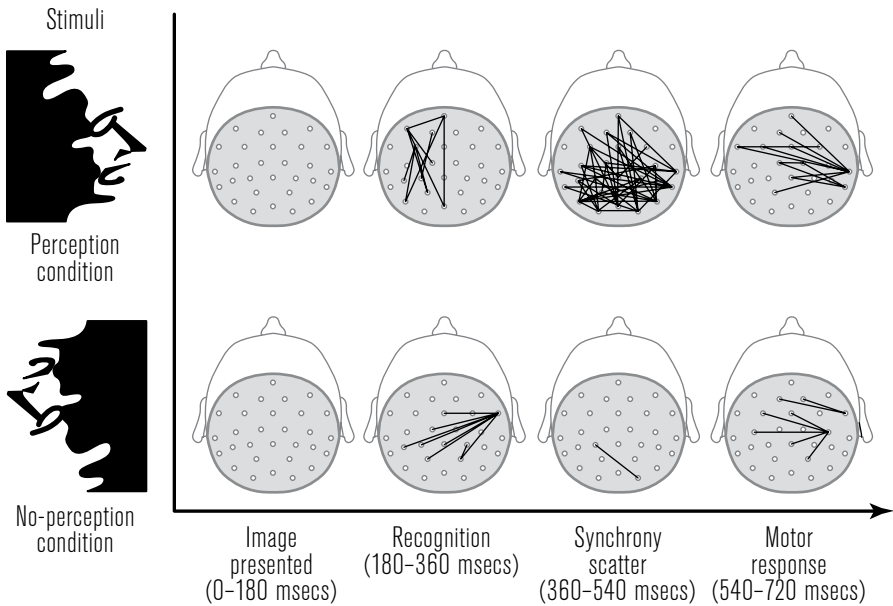 Stimuli
Perception
condition
No-perception
condition
Image
presented
(0–180 msecs)
Recognition
(180–360 msecs)
Synchrony
scatter
(360–540 msecs)
Motor
response
(540–720 msecs)